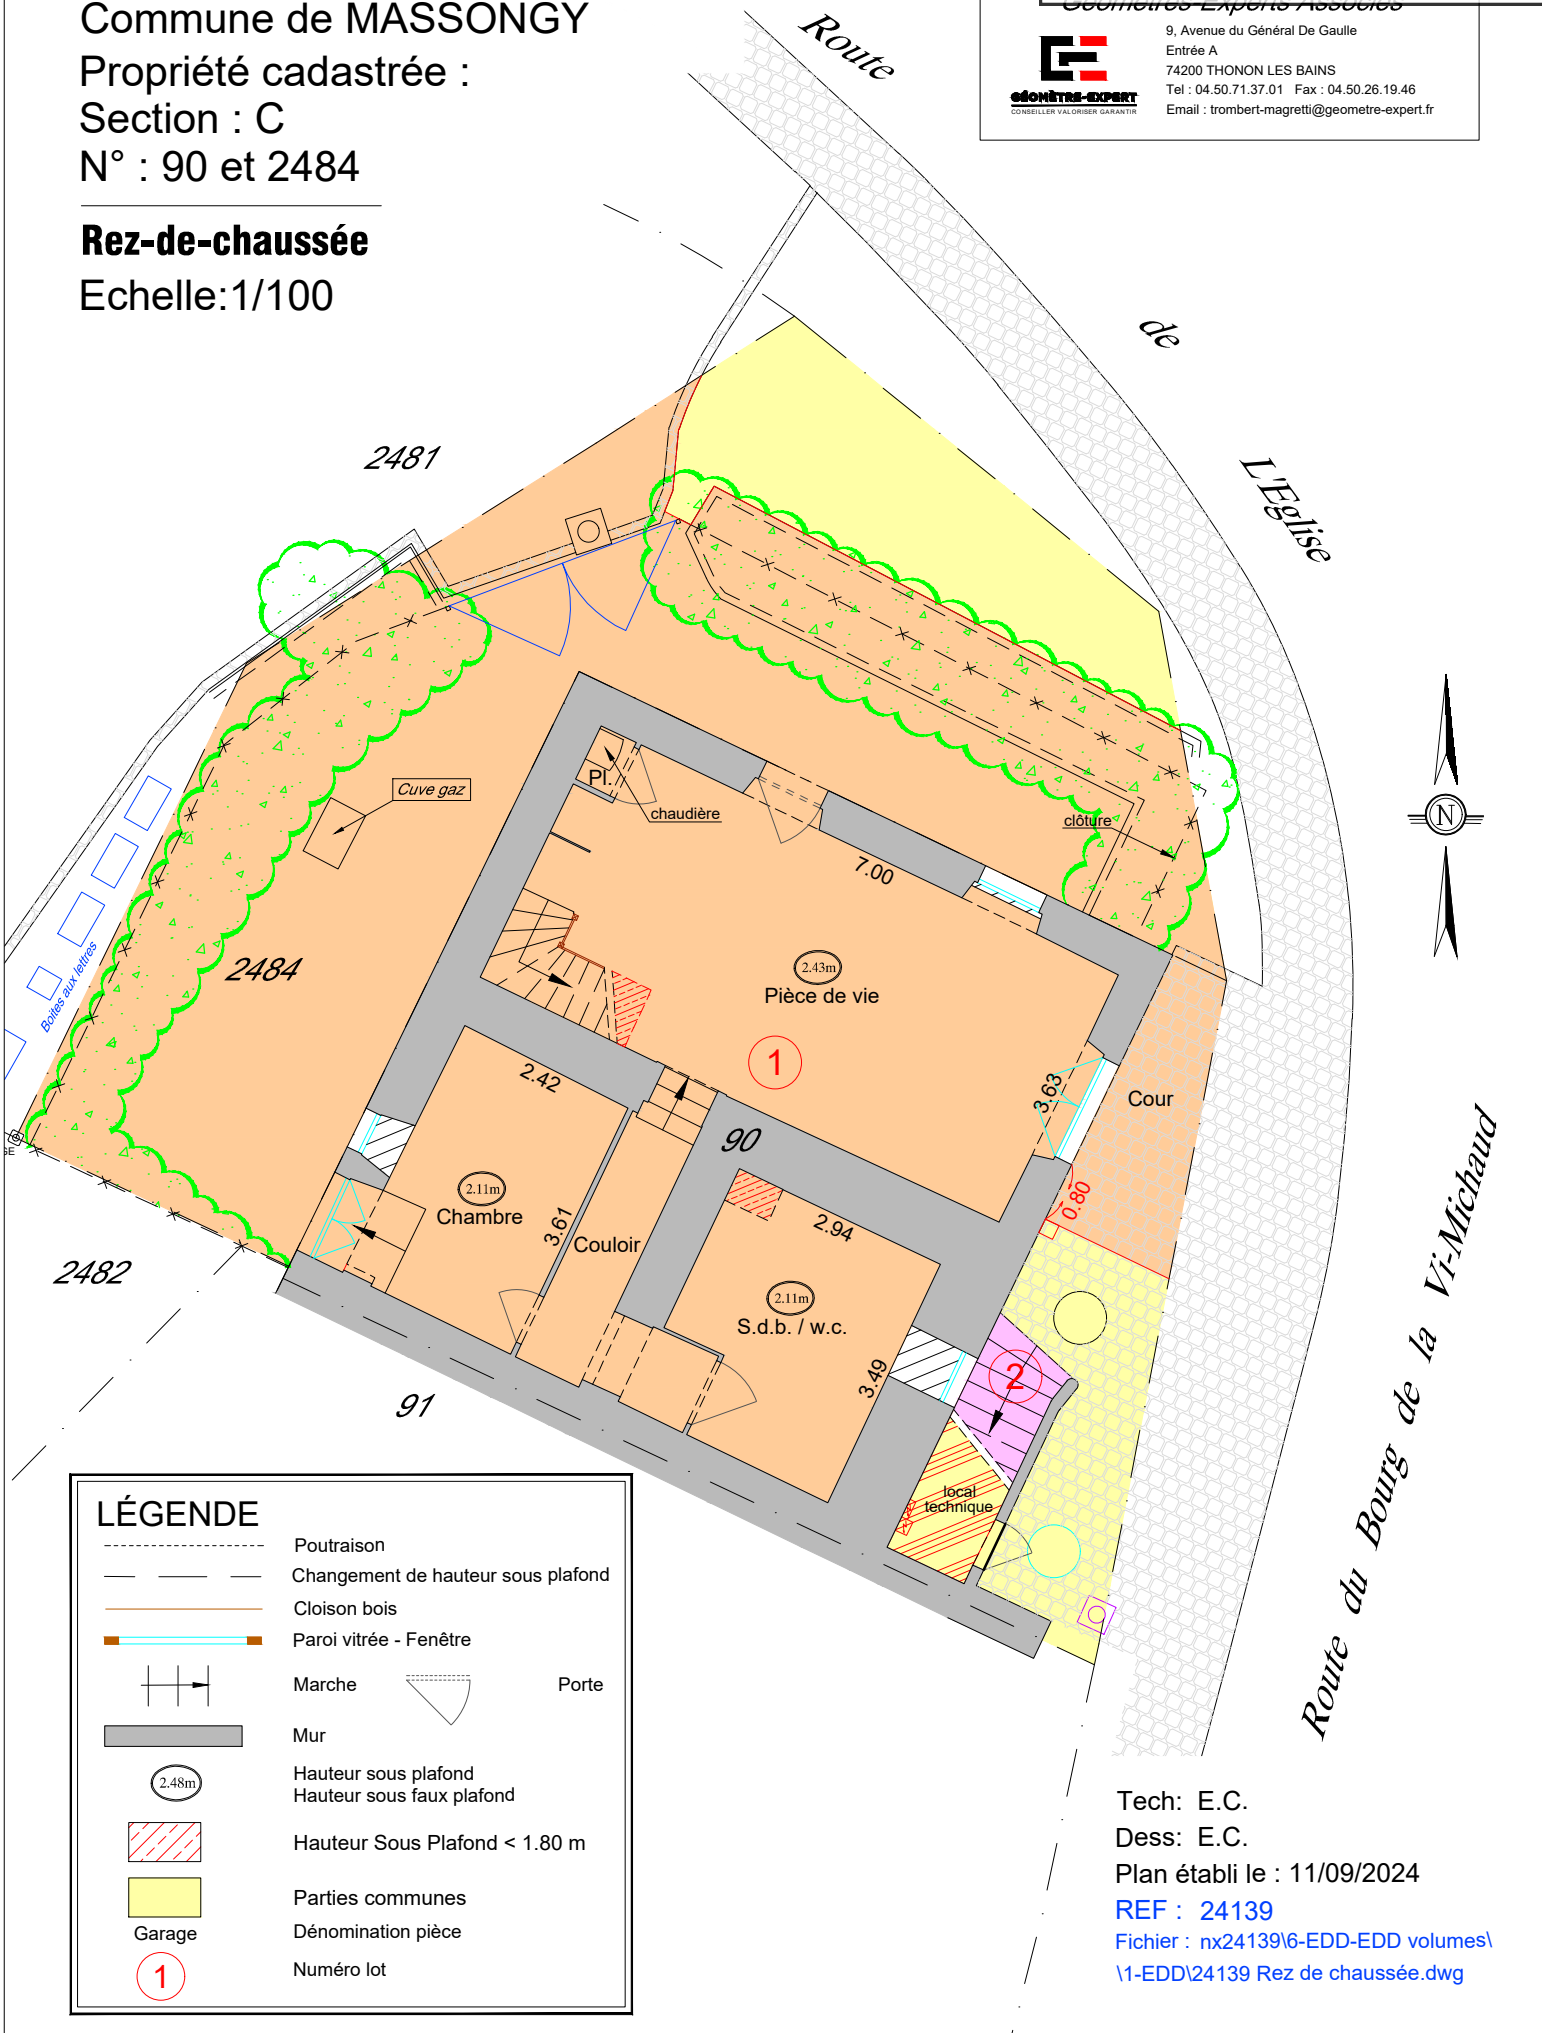 Commune de MASSONGY
Propriété cadastrée :
Section : C
N° : 90 et 2484
Rez-de-chaussée
Echelle:1/100
Géomètres-Experts Associés
GÉOMÈTRE-EXPERT
CONSEILLER VALORISER GARANTIR
9, Avenue du Général De Gaulle
Entrée A
74200 THONON LES BAINS
Tel : 04.50.71.37.01 Fax : 04.50.26.19.46
Email : trombert-magretti@geometre-expert.fr
Route
de
L'Eglise
2481
Cuve gaz
Pl.
chaudière
clôture
7.00
N
2484
Boites aux lettres
2.43m
Pièce de vie
1
3.63
Cour
2.42
90
0.80
2.11m
Chambre
3.61
Couloir
2.94
2.11m
S.d.b. / w.c.
3.49
2
2482
91
local
technique
Route du Bourg de la Vi-Michaud
LÉGENDE
Poutraison
Changement de hauteur sous plafond
Cloison bois
Paroi vitrée - Fenêtre
Marche
Porte
Mur
2.48m
Hauteur sous plafond
Hauteur sous faux plafond
Hauteur Sous Plafond < 1.80 m
Parties communes
Garage
Dénomination pièce
1
Numéro lot
Tech: E.C.
Dess: E.C.
Plan établi le : 11/09/2024
REF : 24139
Fichier : nx24139\6-EDD-EDD volumes\
\1-EDD\24139 Rez de chaussée.dwg